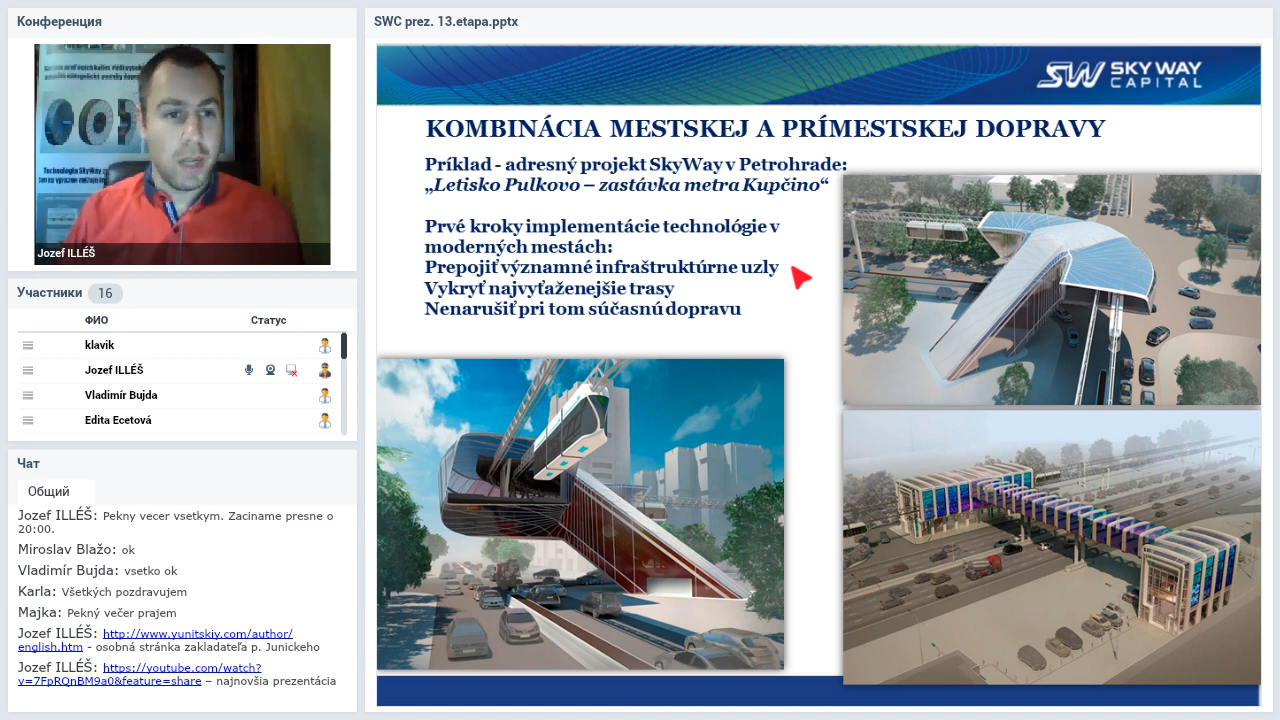 Конференция
Jozef ILLÉŠ
Участники 16
ФИО Статус
klavik
Jozef ILLÉŠ
Vladimír Bujda
Edita Ecetová
Чат
Общий
Jozef ILLÉŠ: Pekny vecer vsetkym. Zaciname presne o
20:00.
Miroslav Blažo: ok
Vladimír Bujda: vsetko ok
Karla: Všetkých pozdravujem
Majka: Pekný večer prajem
Jozef ILLÉŠ: http://www.yunitskiy.com/author/
english.htm - osobná stránka zakladateľa p. Junickeho
Jozef ILLÉŠ: https://youtube.com/watch?
v=7FpRQnBM9a0&feature=share – najnovšia prezentácia
SWC prez. 13.etapa.pptx
SW SKY WAY
CAPITAL
KOMBINÁCIA MESTSKEJ A PRÍMESTSKEJ DOPRAVY
Príklad - adresný projekt SkyWay v Petrohrade:
„Letisko Pulkovo – zastávka metra Kupčino“
Prvé kroky implementácie technológie v
moderných mestách:
Prepojiť významné infraštruktúrne uzly
Vykryť najvyťaženejšie trasy
Nenarušiť pri tom súčasnú dopravu